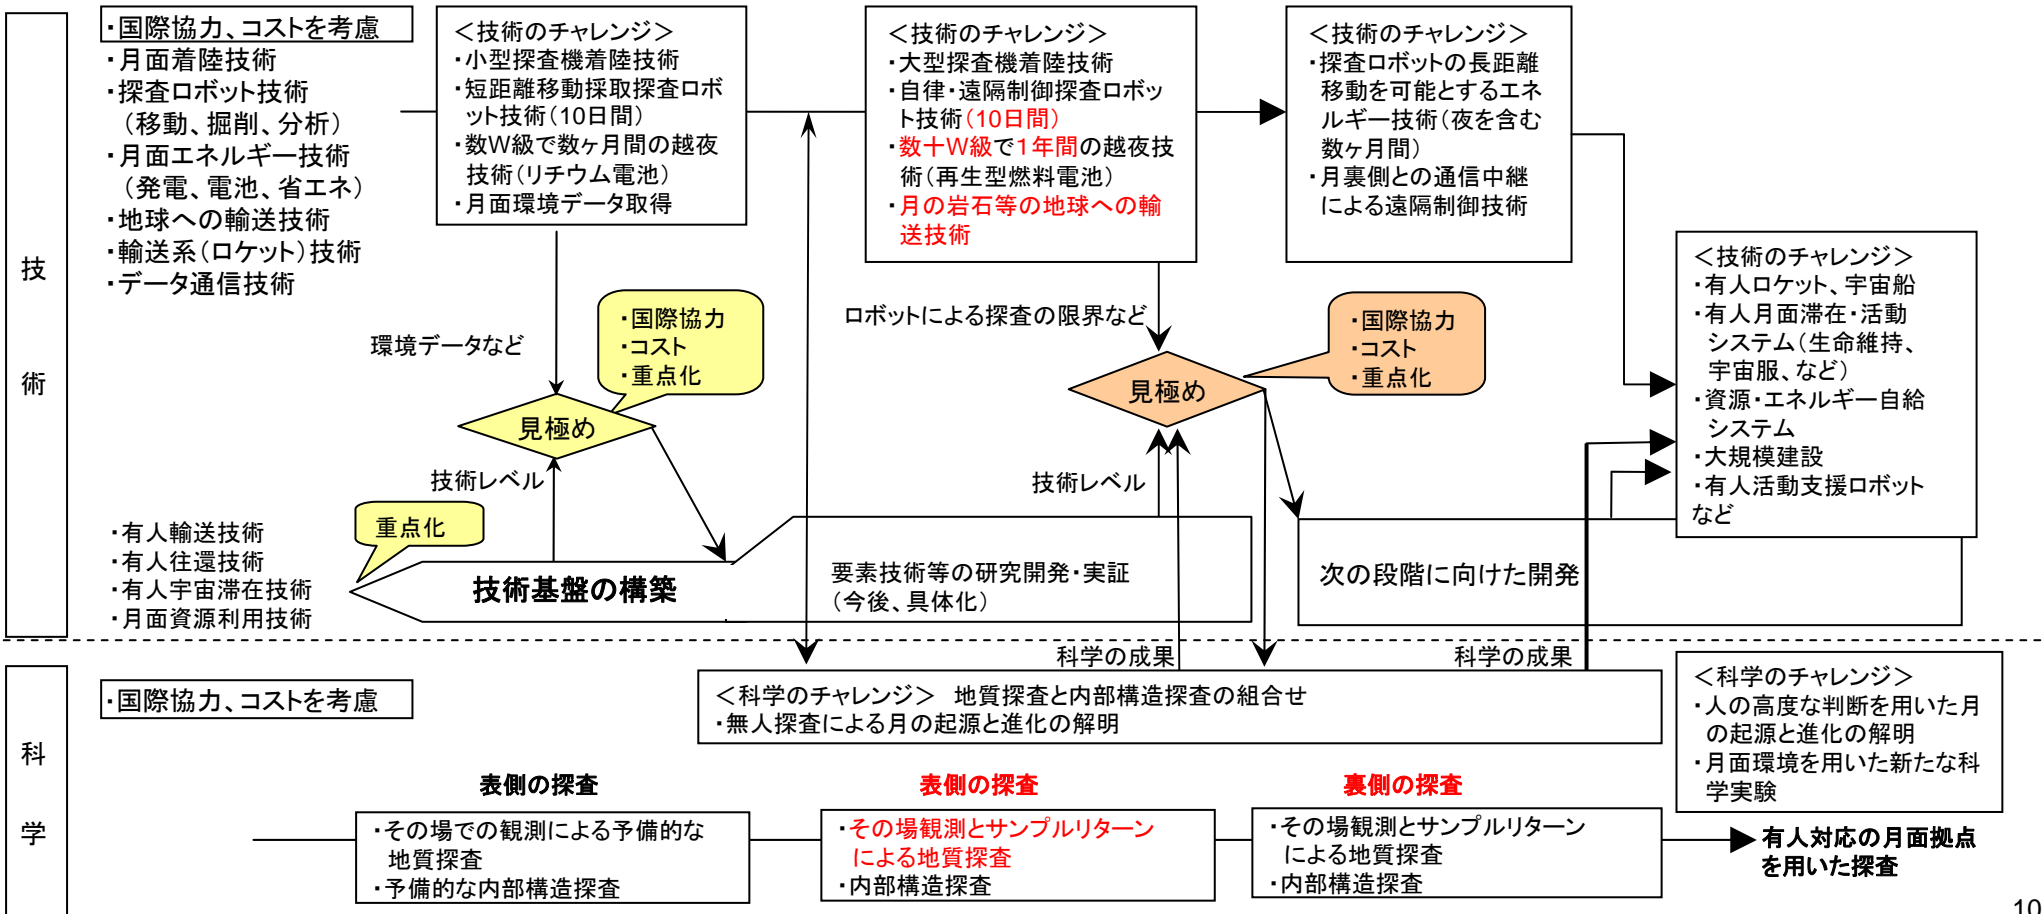 技
術
・国際協力、コストを考慮
・月面着陸技術
・探査ロボット技術
（移動、掘削、分析）
・月面エネルギー技術
（発電、電池、省エネ）
・地球への輸送技術
・輸送系（ロケット）技術
・データ通信技術
＜技術のチャレンジ＞
・小型探査機着陸技術
・短距離移動採取探査ロボ
ット技術（10日間）
・数W級で数ヶ月間の越夜
技術（リチウム電池）
・月面環境データ取得
＜技術のチャレンジ＞
・大型探査機着陸技術
・自律・遠隔制御探査ロボッ
ト技術（10日間）
・数十W級で1年間の越夜技
術（再生型燃料電池）
・月の岩石等の地球への輸
送技術
＜技術のチャレンジ＞
・探査ロボットの長距離
移動を可能とするエネ
ルギー技術（夜を含む
数ヶ月間）
・月裏側との通信中継
による遠隔制御技術
＜技術のチャレンジ＞
・有人ロケット、宇宙船
・有人月面滞在・活動
システム（生命維持、
宇宙服、など）
・資源・エネルギー自給
システム
・大規模建設
・有人活動支援ロボット
など
環境データなど
・国際協力
・コスト
・重点化
見極め
技術レベル
ロボットによる探査の限界など
・国際協力
・コスト
・重点化
見極め
技術レベル
重点化
・有人輸送技術
・有人往還技術
・有人宇宙滞在技術
・月面資源利用技術
技術基盤の構築
要素技術等の研究開発・実証
（今後、具体化）
次の段階に向けた開発
科
学
・国際協力、コストを考慮
科学の成果
科学の成果
＜科学のチャレンジ＞　地質探査と内部構造探査の組合せ
・無人探査による月の起源と進化の解明
＜科学のチャレンジ＞
・人の高度な判断を用いた月
の起源と進化の解明
・月面環境を用いた新たな科
学実験
表側の探査
・その場での観測による予備的な
地質探査
・予備的な内部構造探査
表側の探査
・その場観測とサンプルリターン
による地質探査
・内部構造探査
裏側の探査
・その場観測とサンプルリターン
による地質探査
・内部構造探査
有人対応の月面拠点
を用いた探査
10